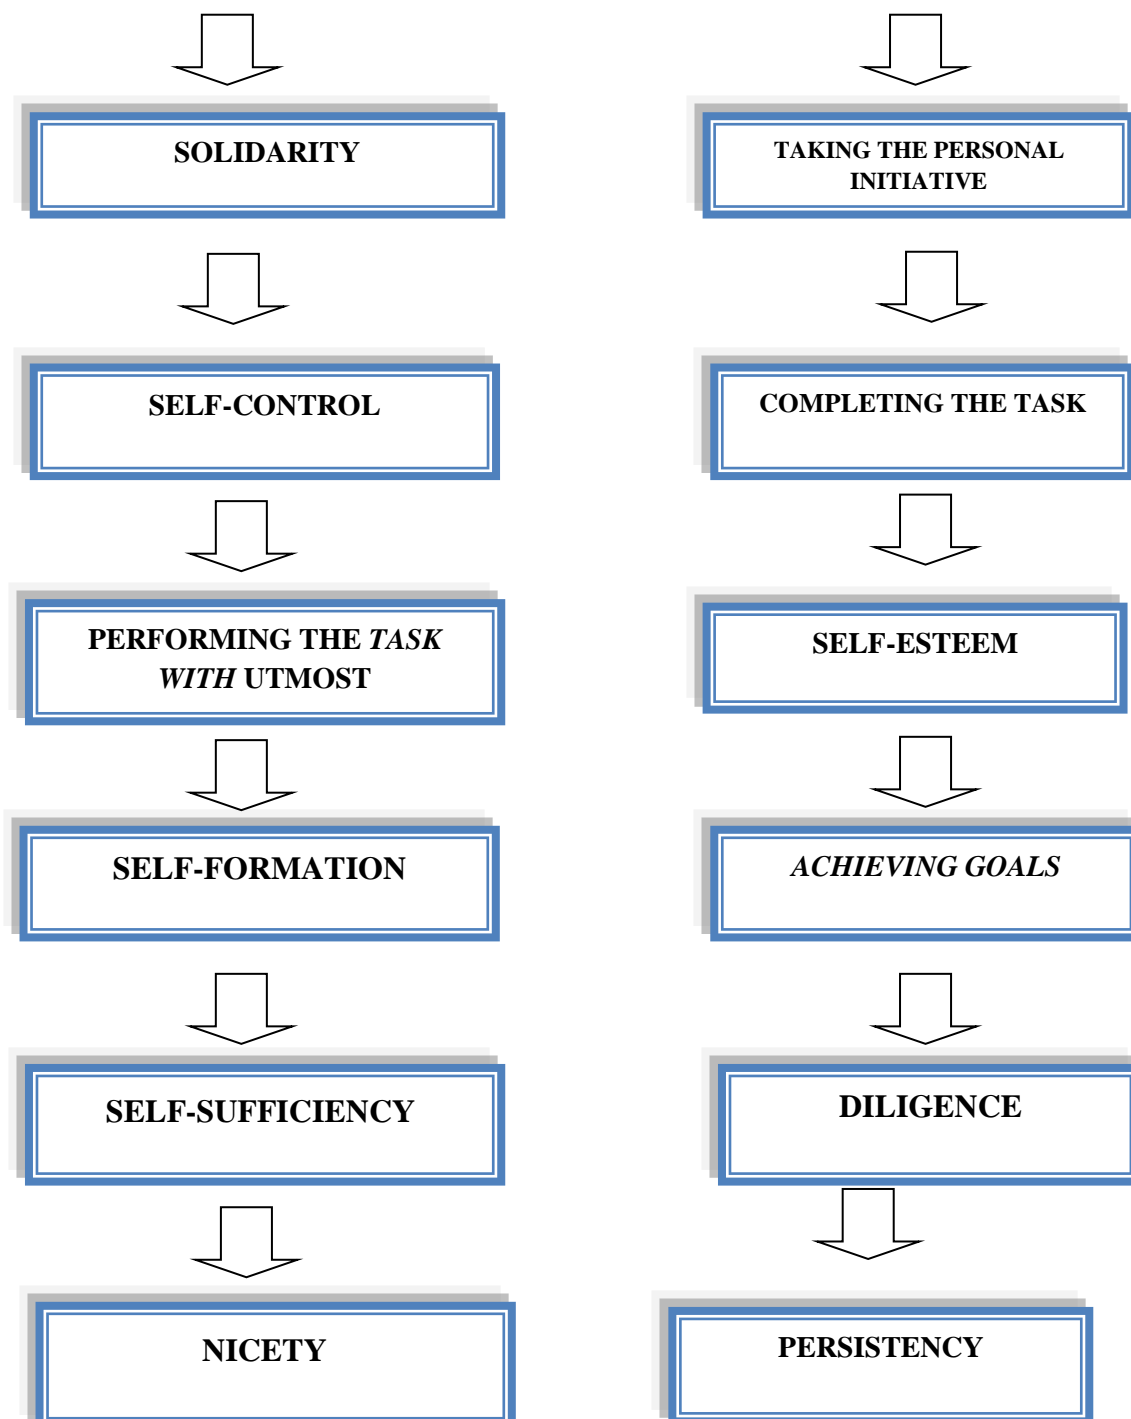 SOLIDARITY
TAKING THE PERSONAL
INITIATIVE
SELF-CONTROL
COMPLETING THE TASK
PERFORMING THE TASK
WITH UTMOST
SELF-ESTEEM
SELF-FORMATION
ACHIEVING GOALS
SELF-SUFFICIENCY
DILIGENCE
NICETY
PERSISTENCY